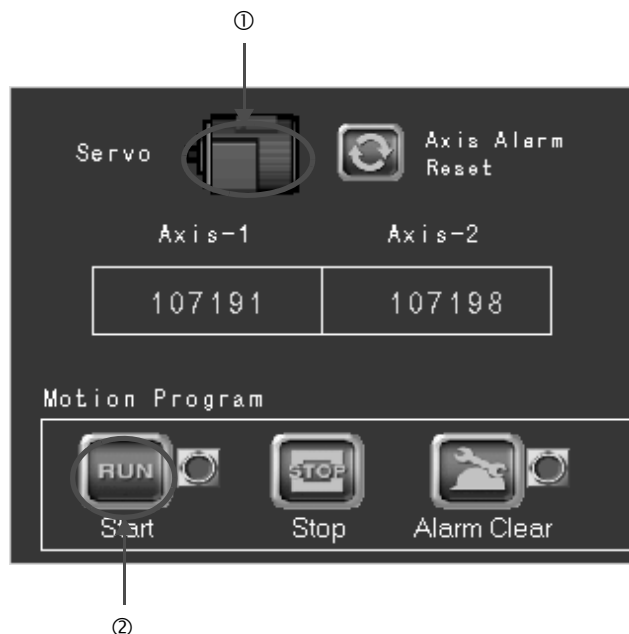 ①
Servo
Axis Alarm
Reset
Axis-1 Axis-2
107191 107198
Motion Program
RUN STOP
Start Stop Alarm Clear
②